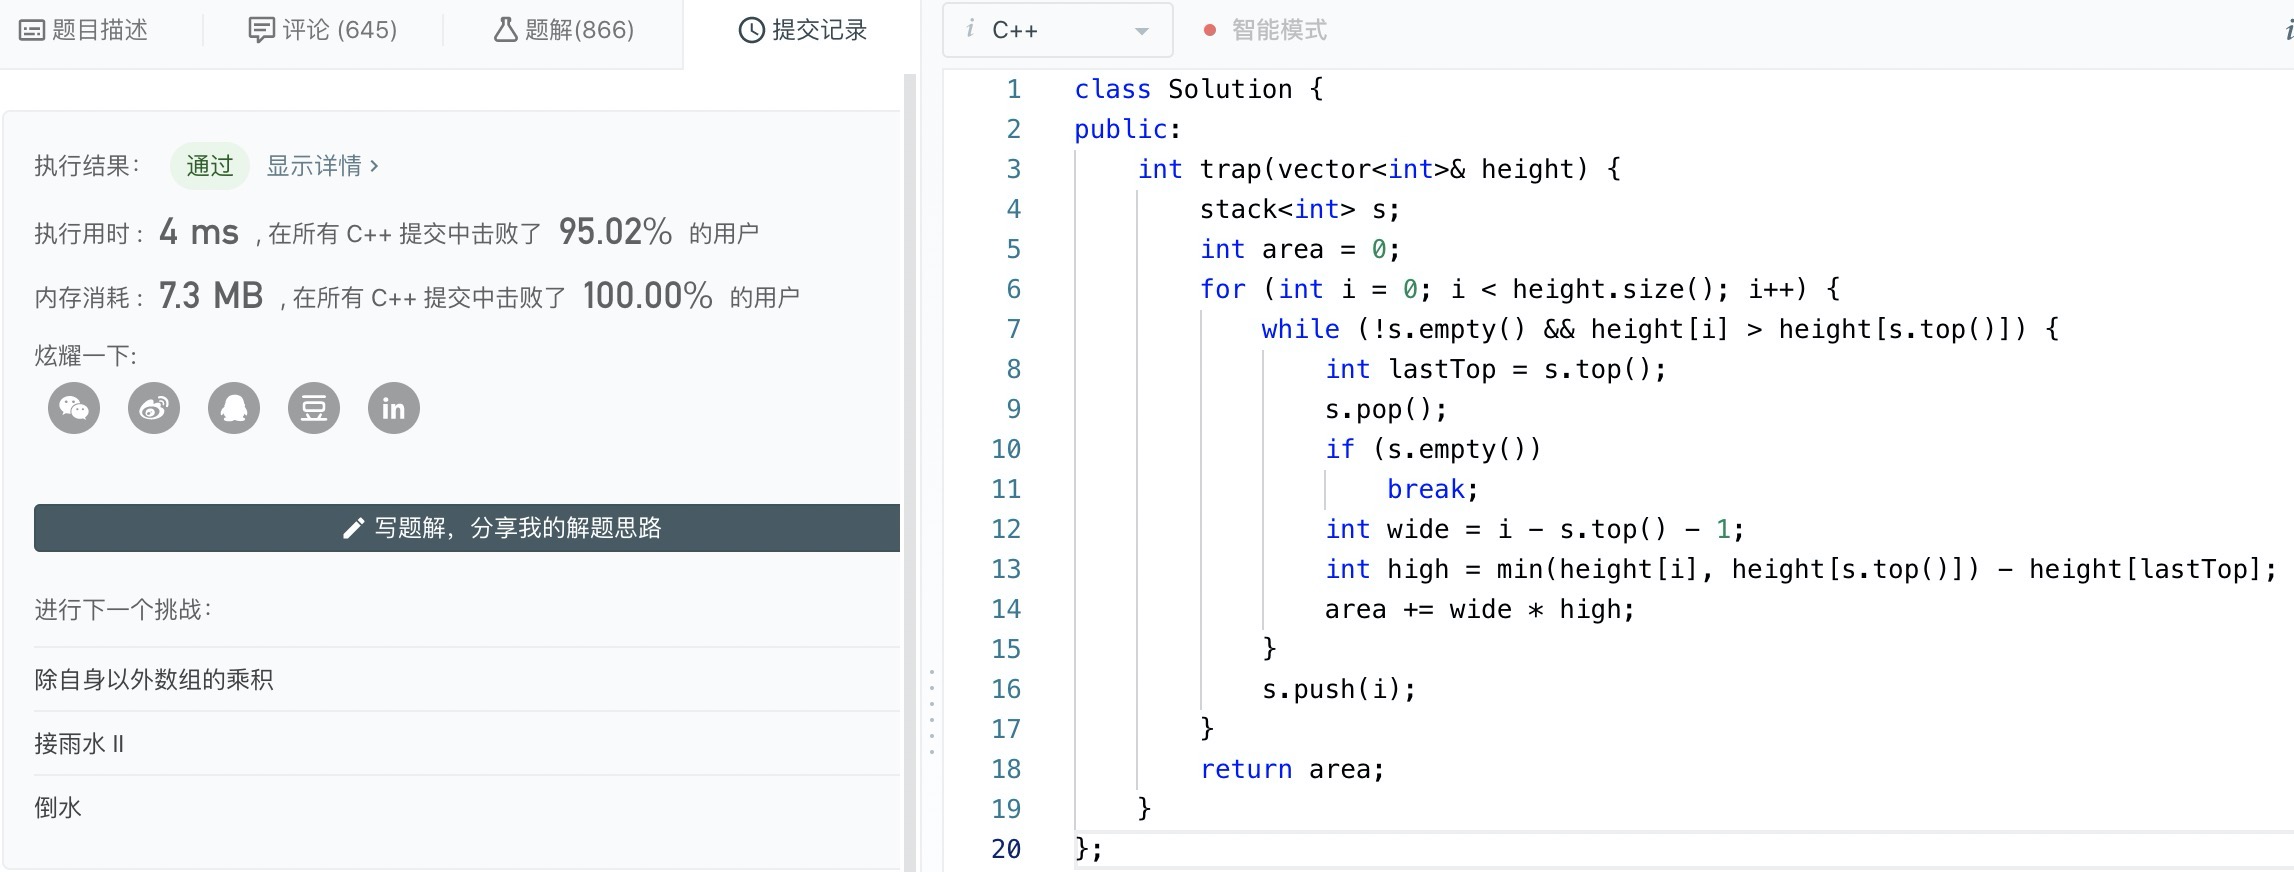 题目描述
评论 (645)
题解(866)
提交记录
执行结果：
通过
显示详情 ›
执行用时 : 4 ms , 在所有 C++ 提交中击败了 95.02% 的用户
内存消耗 : 7.3 MB , 在所有 C++ 提交中击败了 100.00% 的用户
炫耀一下:
in
写题解，分享我的解题思路
进行下一个挑战：
除自身以外数组的乘积
接雨水 II
倒水
i C++
智能模式
i
1 class Solution {
2 public:
3     int trap(vector<int>& height) {
4         stack<int> s;
5         int area = 0;
6         for (int i = 0; i < height.size(); i++) {
7             while (!s.empty() && height[i] > height[s.top()]) {
8                 int lastTop = s.top();
9                 s.pop();
10                 if (s.empty())
11                     break;
12                 int wide = i - s.top() - 1;
13                 int high = min(height[i], height[s.top()]) - height[lastTop];
14                 area += wide * high;
15             }
16             s.push(i);
17         }
18         return area;
19     }
20 };